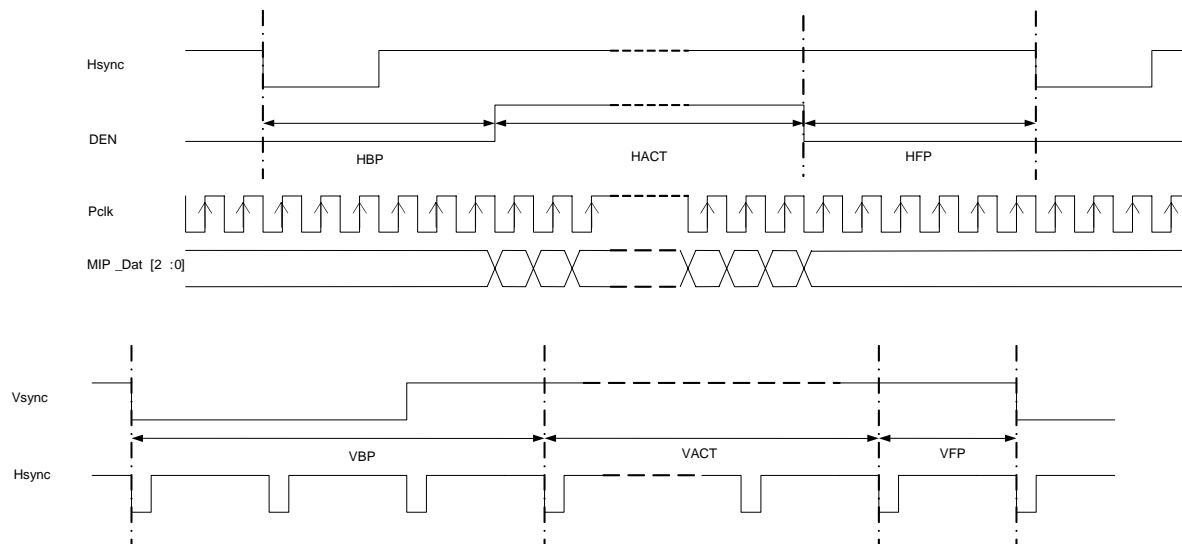 Hsync
DEN
HBP
HACT
HFP
Pclk
MIP _Dat [2 :0]
Vsync
VBP
VACT
VFP
Hsync